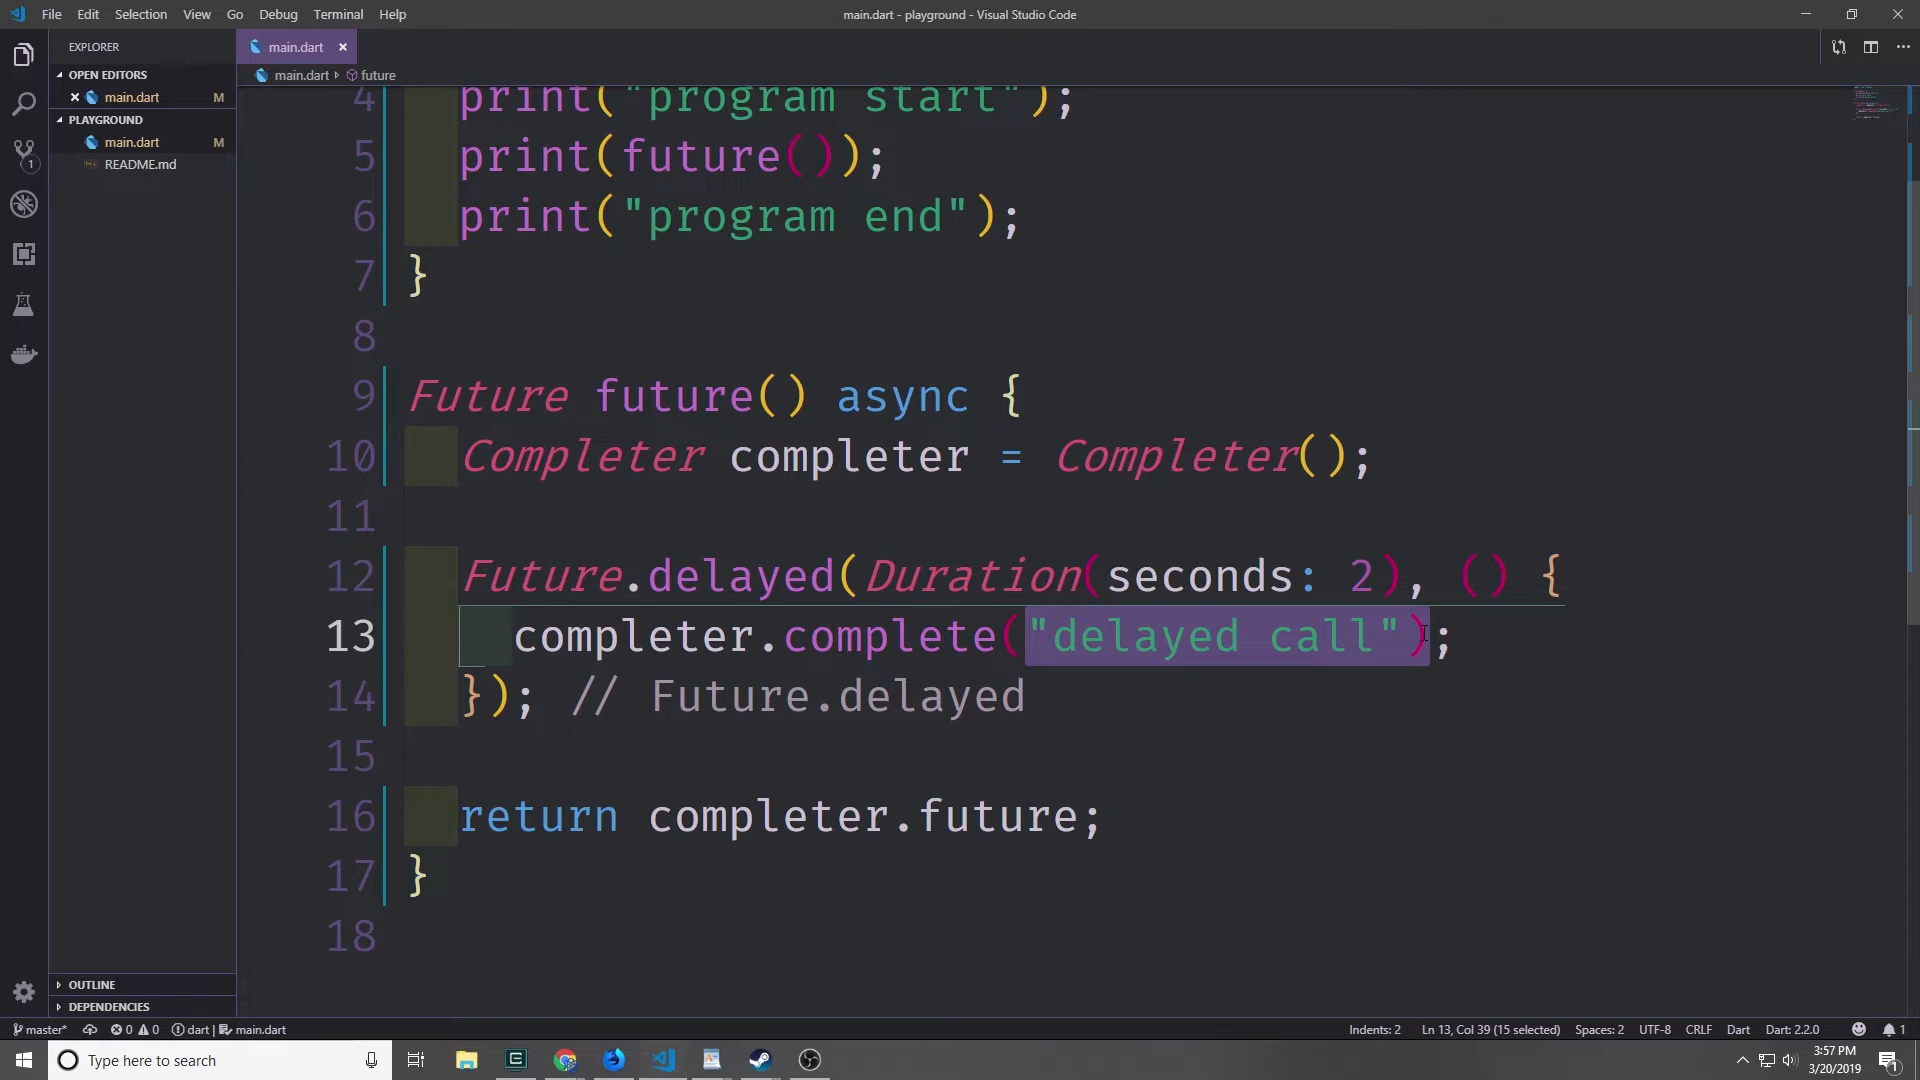 File Edit Selection View Go Debug Terminal Help
main.dart - playground - Visual Studio Code
EXPLORER
main.dart
OPEN EDITORS
main.dart › future
main.dart M
PLAYGROUND
main.dart M
README.md
1
4 print("program start");
5 print(future());
6 print("program end");
7 }
8
9 Future future() async {
10 Completer completer = Completer();
11
12 Future.delayed(Duration(seconds: 2), () {
13 completer.complete("delayed call");
14 }); // Future.delayed
15
16 return completer.future;
17 }
18
OUTLINE
DEPENDENCIES
master* 0 0 dart | main.dart
Indents: 2 Ln 13, Col 39 (15 selected) Spaces: 2 UTF-8 CRLF Dart Dart: 2.2.0 1
Type here to search
3:57 PM
3/20/2019
1